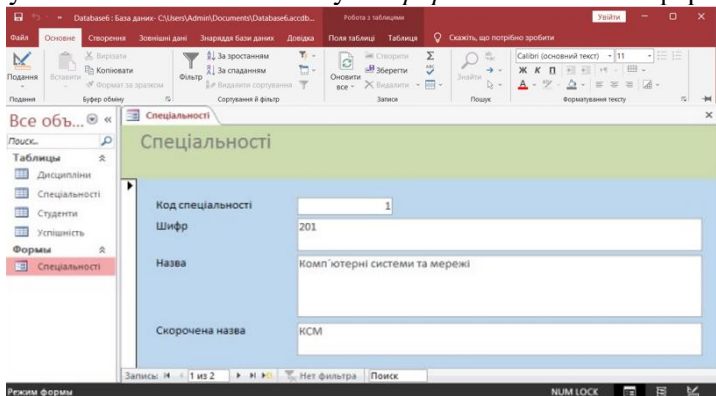 Database6 : База даних- C:\Users\Admin\Documents\Database6.accdb...
Робота з таблицями
Увійти
Файл Основне Створення Зовнішні дані Знаряддя бази даних Довідка Поля таблиці Таблиця Скажіть, що потрібно зробити
Подання
Вставити
Вирізати
Копіювати
Формат за зразком
Фільтр
За зростанням
За спаданням
Видалити сортування
Оновити все
Створити
Зберегти
Видалити
Знайти
Calibri (основний текст) 11
Ж К П
Подання Буфер обміну Сортування й фільтр Записи Пошук Форматування тексту
Все объ...
Поиск...
Таблицы
Дисципліни
Спеціальності
Студенти
Успішність
Формы
Спеціальності
Спеціальності
Спеціальності
Код спеціальності 1
Шифр 201
Назва Комп´ютерні системи та мережі
Скорочена назва КСМ
Запись: 1 из 2 Нет фильтра Поиск
Режим формы NUM LOCK